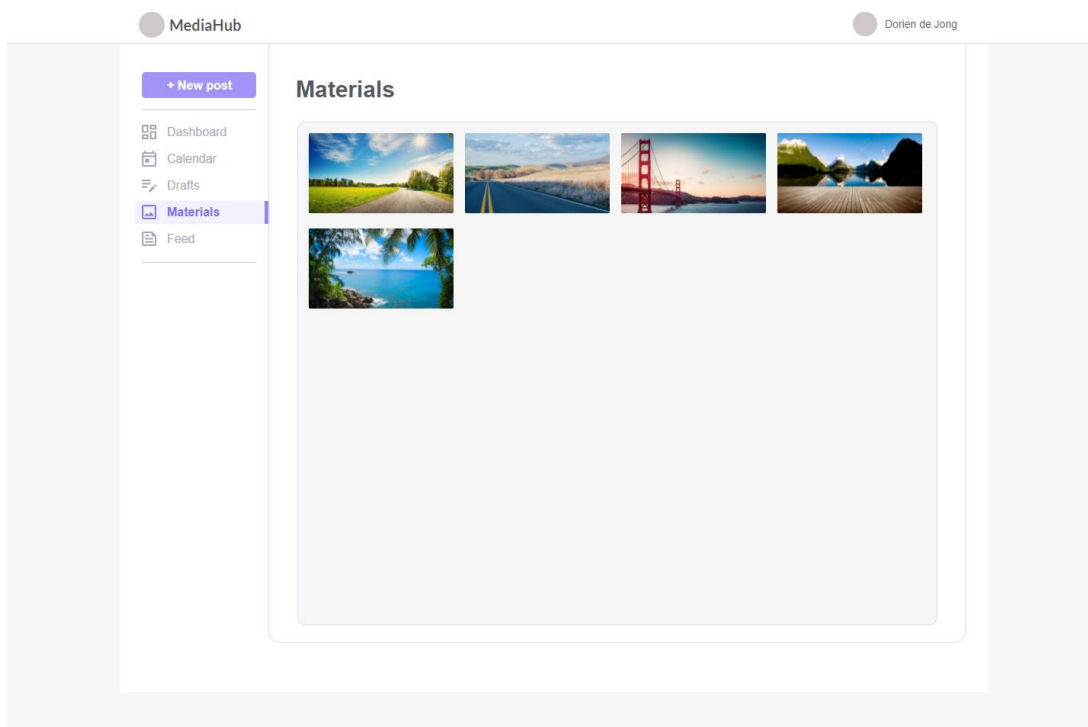 MediaHub
Dorien de Jong
+ New post
Dashboard
Calendar
Drafts
Materials
Feed
Materials